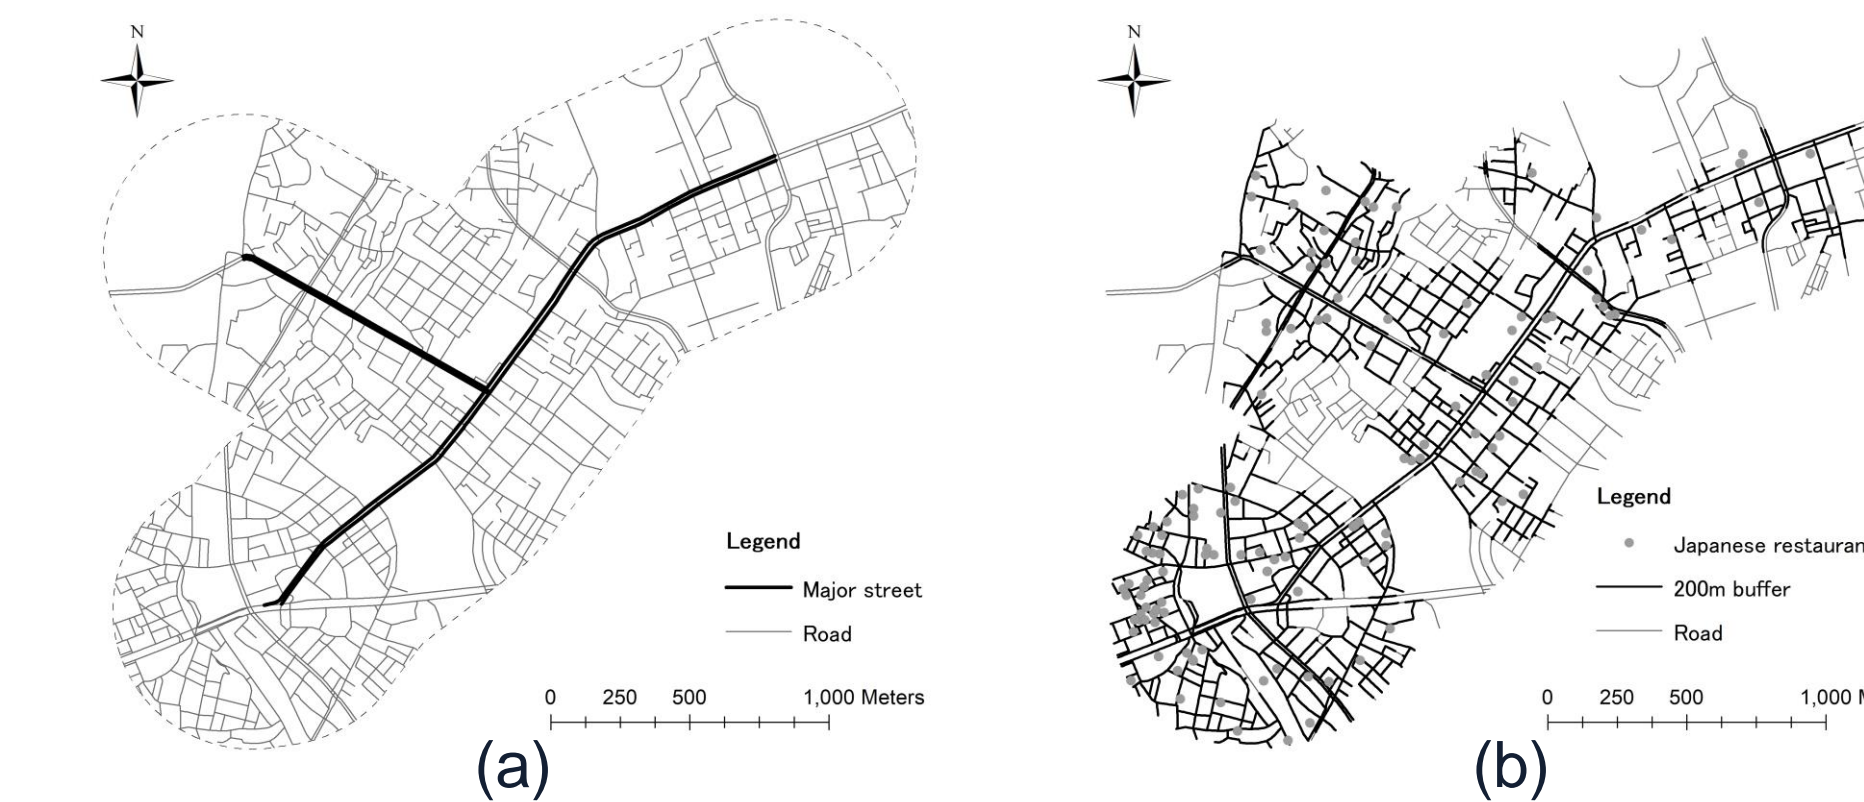 N
Legend
Major street
Road
0 250 500 1,000 Meters
(a)
N
Legend
Japanese restauran
200m buffer
Road
0 250 500 1,000 M
(b)